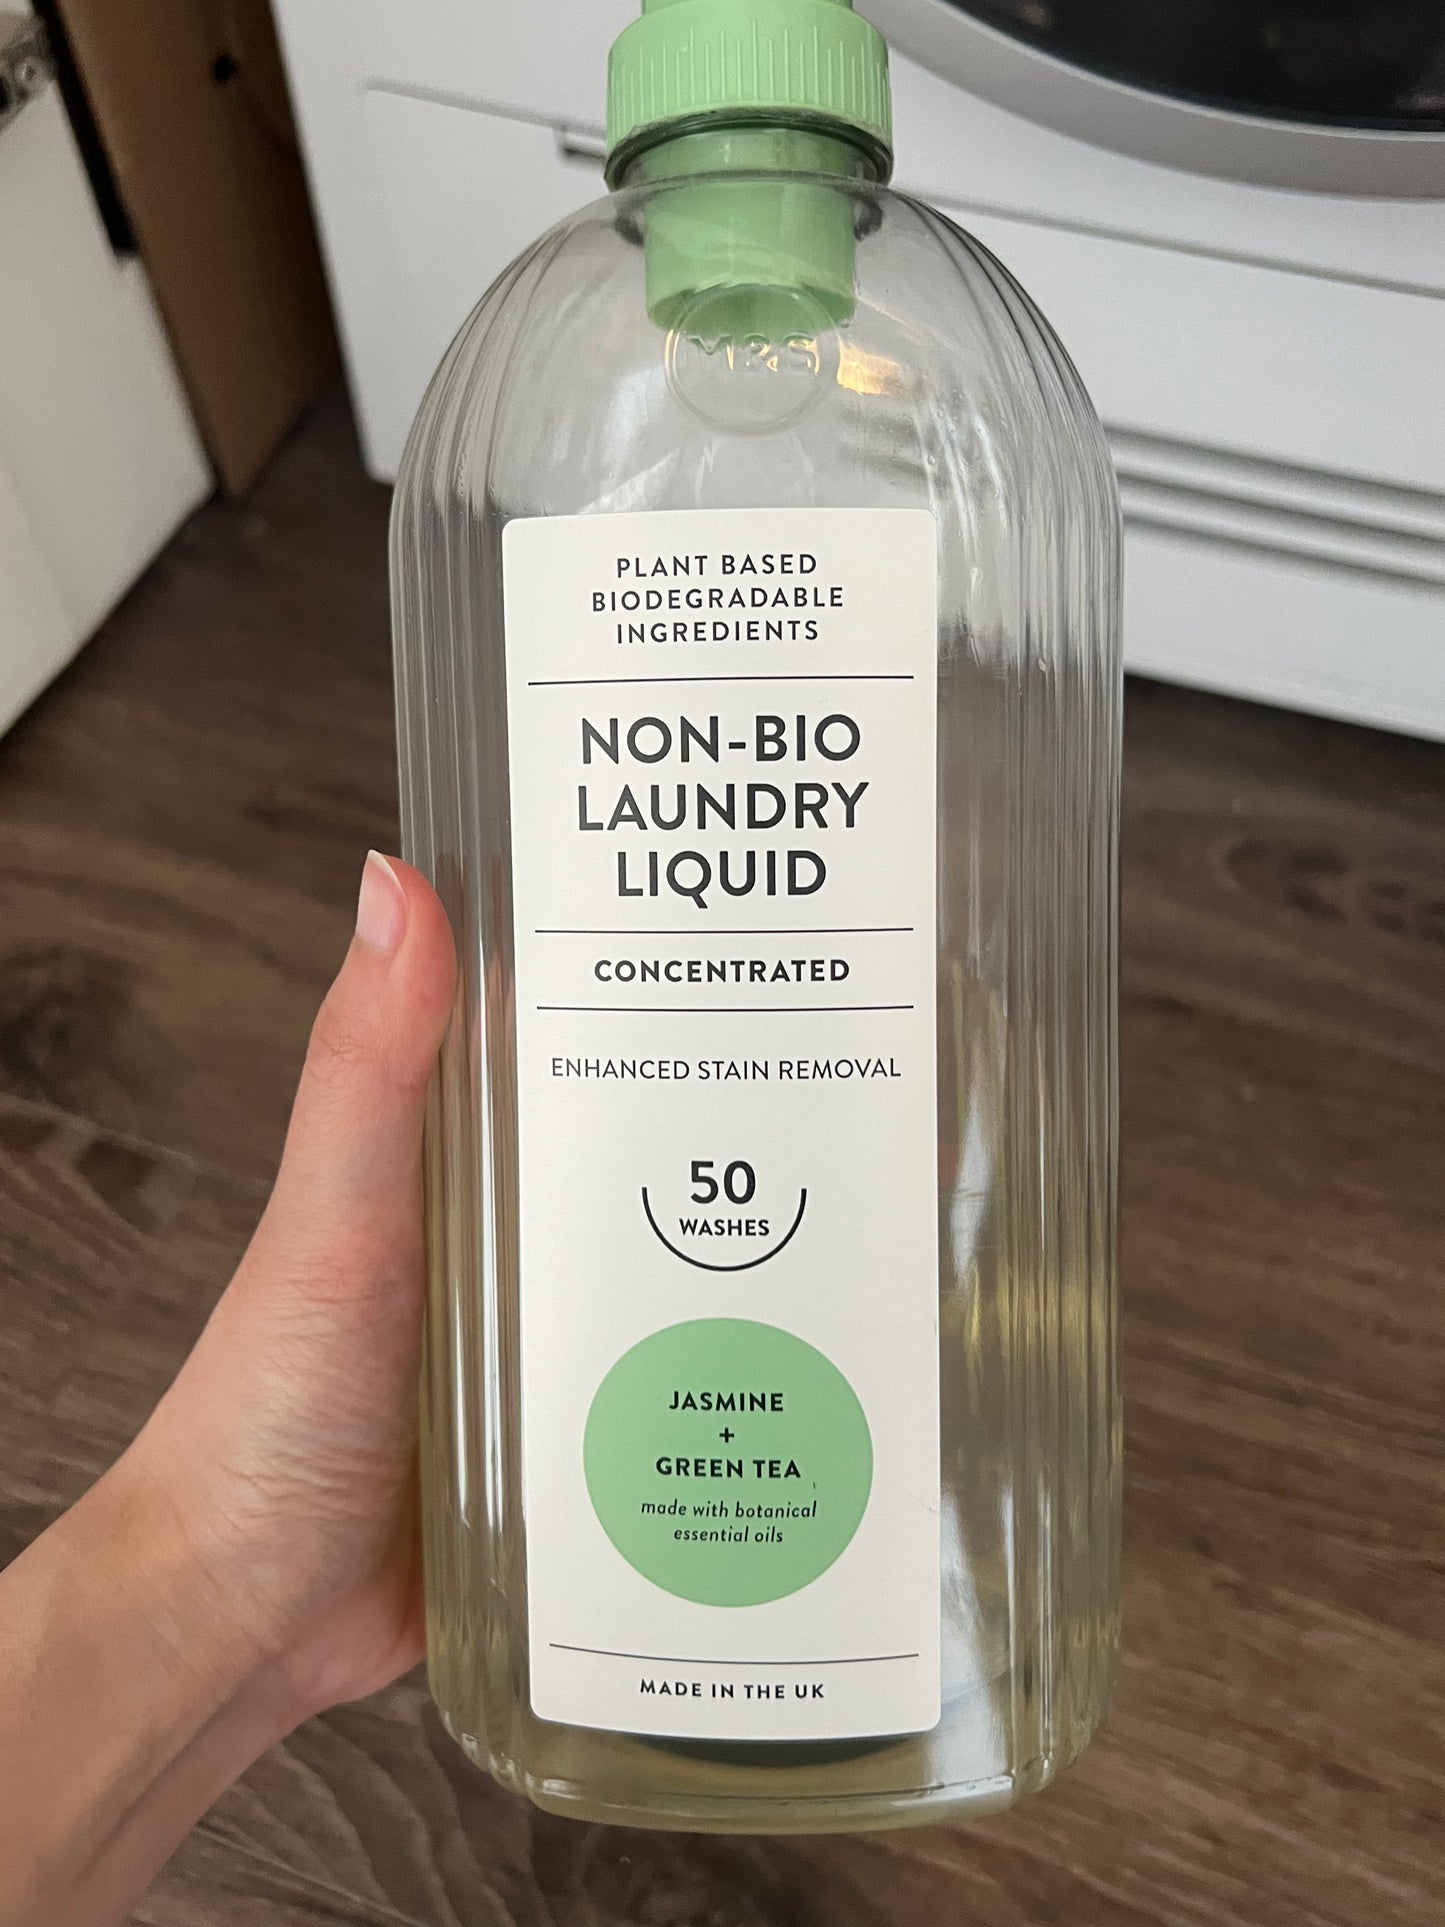 M&S
PLANT BASED
BIODEGRADABLE
INGREDIENTS
NON-BIO
LAUNDRY
LIQUID
CONCENTRATED
ENHANCED STAIN REMOVAL
50
WASHES
JASMINE
+
GREEN TEA
made with botanical
essential oils
MADE IN THE UK